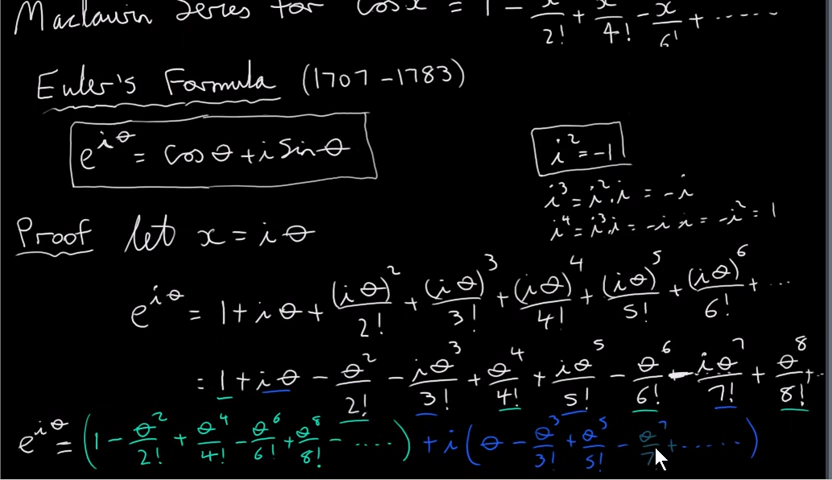 Maclaurin Series for Cos x = 1 - x/2! + x/4! - x/6! + ......
Euler's Formula (1707 - 1783)
e^{iθ} = Cos θ + i Sin θ
i² = -1
i³ = i².i = -i
i⁴ = i³.i = -i.i = -i² = 1
Proof let x = iθ
e^{iθ} = 1 + iθ + (iθ)²/2! + (iθ)³/3! + (iθ)⁴/4! + (iθ)⁵/5! + (iθ)⁶/6! + ...
= 1 + iθ - θ²/2! - iθ³/3! + θ⁴/4! + iθ⁵/5! - θ⁶/6! - iθ⁷/7! + θ⁸/8! + ...
e^{iθ} = (1 - θ²/2! + θ⁴/4! - θ⁶/6! + θ⁸/8! - ....) + i(θ - θ³/3! + θ⁵/5! - θ⁷/7! + ......)